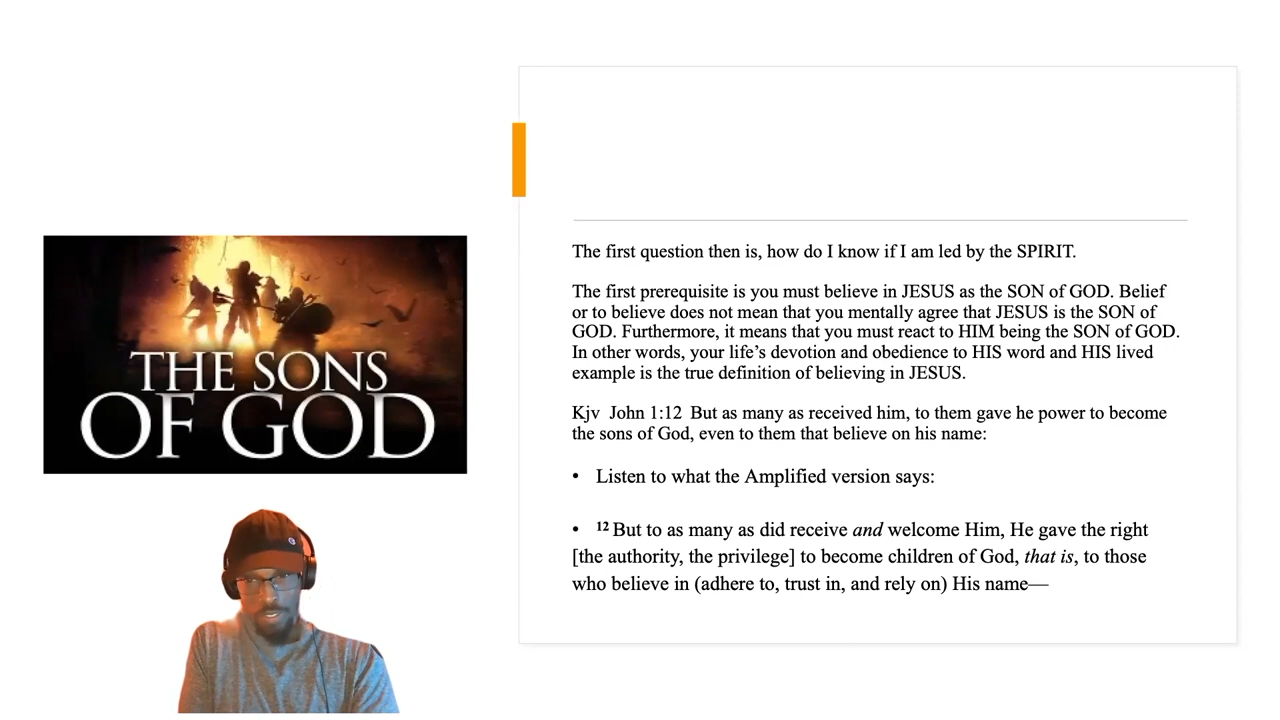 THE SONS
OF GOD
The first question then is, how do I know if I am led by the SPIRIT.
The first prerequisite is you must believe in JESUS as the SON of GOD. Belief
or to believe does not mean that you mentally agree that JESUS is the SON of
GOD. Furthermore, it means that you must react to HIM being the SON of GOD.
In other words, your life’s devotion and obedience to HIS word and HIS lived
example is the true definition of believing in JESUS.
Kjv  John 1:12  But as many as received him, to them gave he power to become
the sons of God, even to them that believe on his name:
• Listen to what the Amplified version says:
• 12 But to as many as did receive and welcome Him, He gave the right
[the authority, the privilege] to become children of God, that is, to those
who believe in (adhere to, trust in, and rely on) His name—